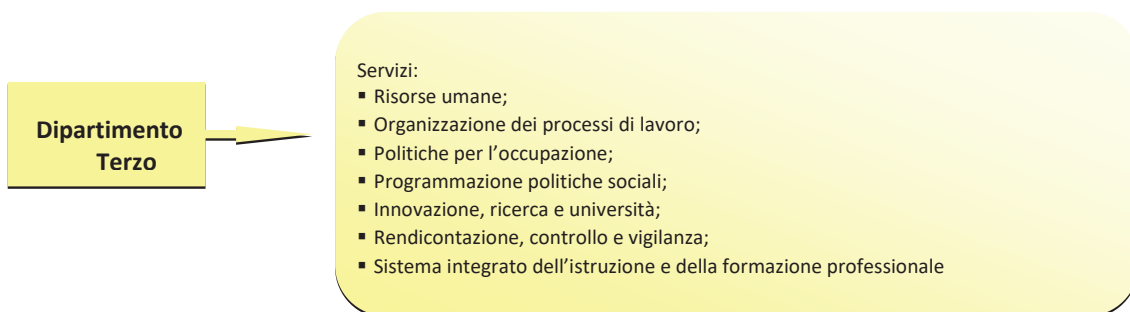 Dipartimento
Terzo
Servizi:
▪ Risorse umane;
▪ Organizzazione dei processi di lavoro;
▪ Politiche per l’occupazione;
▪ Programmazione politiche sociali;
▪ Innovazione, ricerca e università;
▪ Rendicontazione, controllo e vigilanza;
▪ Sistema integrato dell’istruzione e della formazione professionale